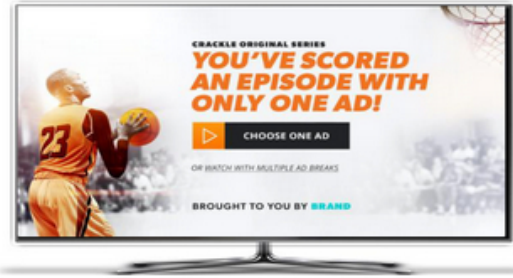 CRACKLE ORIGINAL SERIES
YOU'VE SCORED
AN EPISODE WITH
ONLY ONE AD!
CHOOSE ONE AD
OR WATCH WITH MULTIPLE AD BREAKS
BROUGHT TO YOU BY BRAND
23